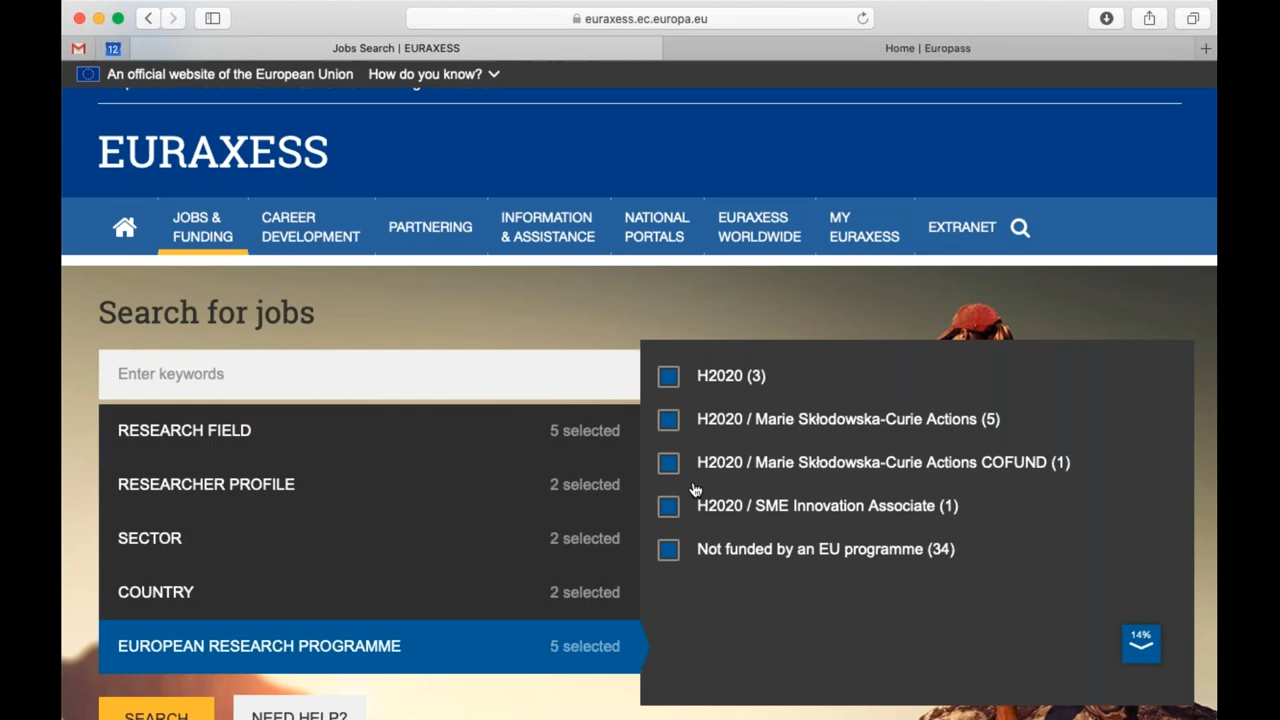 euraxess.ec.europa.eu
12
Jobs Search | EURAXESS
Home | Europass
An official website of the European Union How do you know?
EURAXESS
JOBS &
FUNDING
CAREER
DEVELOPMENT
PARTNERING
INFORMATION
& ASSISTANCE
NATIONAL
PORTALS
EURAXESS
WORLDWIDE
MY
EURAXESS
EXTRANET
Search for jobs
Enter keywords
RESEARCH FIELD 5 selected
RESEARCHER PROFILE 2 selected
SECTOR 2 selected
COUNTRY 2 selected
EUROPEAN RESEARCH PROGRAMME 5 selected
H2020 (3)
H2020 / Marie Skłodowska-Curie Actions (5)
H2020 / Marie Skłodowska-Curie Actions COFUND (1)
H2020 / SME Innovation Associate (1)
Not funded by an EU programme (34)
14%
SEARCH
NEED HELP?